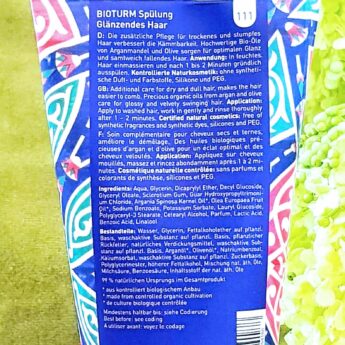 BIOTURM Spülung
Glänzendes Haar
111
D: Die zusätzliche Pflege für trockenes und stumpfes
Haar verbessert die Kämmbarkeit. Hochwertige Bio-Öle
von Arganmandel und Olive sorgen für optimalen Glanz
und samtweich fallendes Haar. Anwendung: In feuchtes
Haar einmassieren und nach 1 bis 2 Minuten gründlich
ausspülen. Kontrollierte Naturkosmetik: ohne syntheti-
sche Duft- und Farbstoffe, Silikone und PEG.
GB: Additional care for dry and dull hair, makes the hair
easier to comb. Precious organic oils from argan and olive
care for glossy and velvety swinging hair. Application:
Apply to washed hair, work in gently and rinse thoroughly
after 1 - 2 minutes. Certified natural cosmetics: free of
synthetic fragrances and synthetic dyes, silicones and PEG.
F: Soin complémentaire pour cheveux secs et ternes,
améliore le démêlage. Des huiles biologiques pré-
cieuses d'argan et d'olive pour un éclat optimal et des
cheveux veloutés. Application: Appliquez sur cheveux
mouillés, massez et rincez abondamment après 1 à 2 mi-
nutes. Cosmétique naturelle contrôlée: sans parfums et
colorants de synthèse, silicones et PEG.
Ingredients: Aqua, Glycerin, Dicaprylyl Ether, Decyl Glucoside,
Glyceryl Oleate, Sclerotium Gum, Guar Hydroxypropyltrimoni-
um Chloride, Argania Spinosa Kernel Oil*, Olea Europaea Fruit
Oil*, Sodium Benzoate, Potassium Sorbate, Lauryl Glucoside,
Polyglyceryl-3 Stearate, Cetearyl Alcohol, Parfum, Lactic Acid,
Benzoic Acid
Bestandteile: Wasser, Glycerin, Fettalkoholether auf pflanzl.
Basis, waschaktive Substanz auf pflanzl. Basis, pflanzlicher
Rückfetter, natürliches Verdickungsmittel, waschaktive Sub-
stanz auf pflanzl. Basis, Arganöl*, Olivenöl*, Natriumbenzoat,
Kaliumsorbat, waschaktive Substanz auf pflanzl. Basis, Zuckertensid,
Polyglycerinester, höherer Fettalkohol, Mischung nat. äth. Öle,
Milchsäure, Benzoesäure, Inhaltsstoff der nat. äth. Öle
99 % natürlichen Ursprungs im Gesamtprodukt
* aus kontrolliert biologischem Anbau
* made from controlled organic cultivation
* de culture biologique contrôlée
Mindestens haltbar bis: siehe Codierung
Best before: see coding
A utiliser avant: voyez le codage